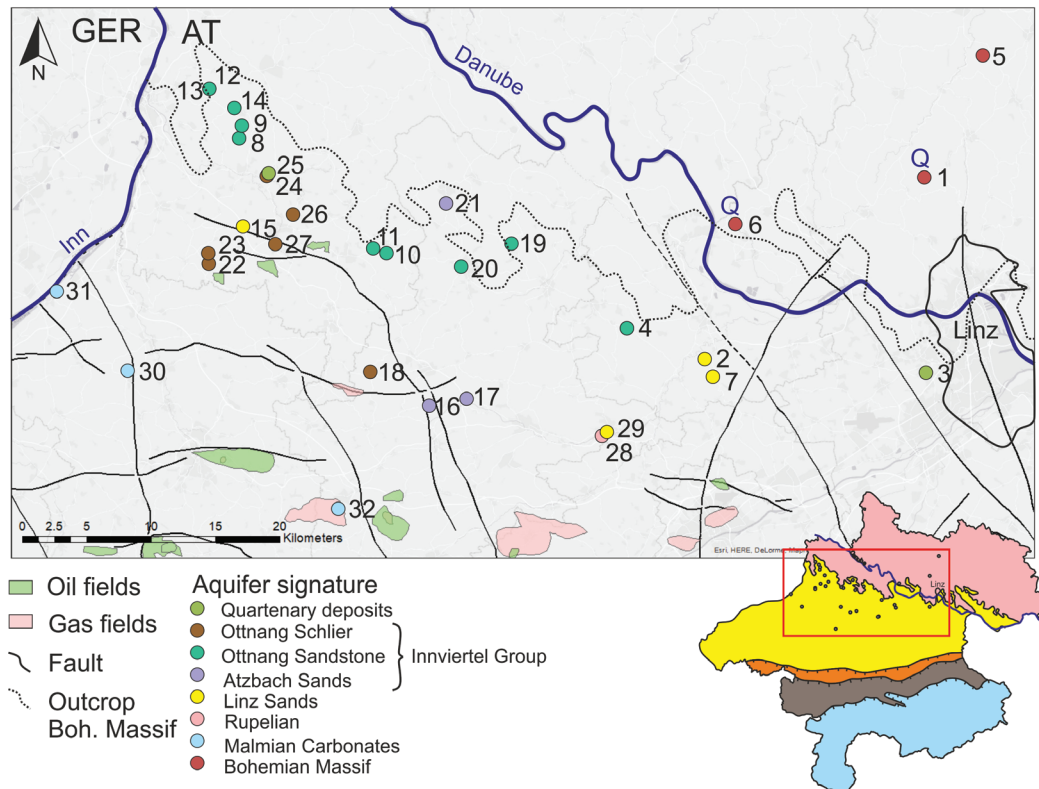 GER AT
N
Danube
Inn
5
12
13
14
9
8
25
24
Q
1
21
26
Q
6
15
11
19
27
23
10
22
20
31
4
Linz
2
30
18
7
3
17
16
29
28
32
0 2.5 5 10 15 20
Kilometers
Esri, HERE, DeLorme, Map
Oil fields
Gas fields
Fault
Outcrop
Boh. Massif
Aquifer signature
Quartenary deposits
Ottnang Schlier
Ottnang Sandstone
Atzbach Sands
Innviertel Group
Linz Sands
Rupelian
Malmian Carbonates
Bohemian Massif
Linz